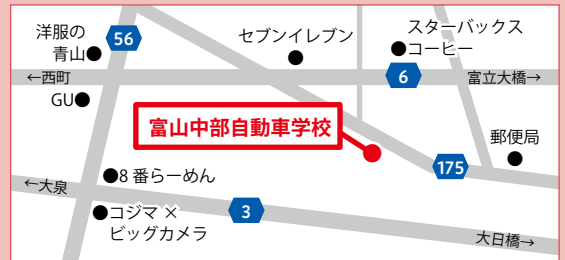 洋服の
青山●
56
セブンイレブン
●
スターバックス
●コーヒー
←西町
6
富立大橋→
GU●
富山中部自動車学校
郵便局
●
175
←大泉
●8番らーめん
●コジマ ×
ビッグカメラ
3
大日橋→